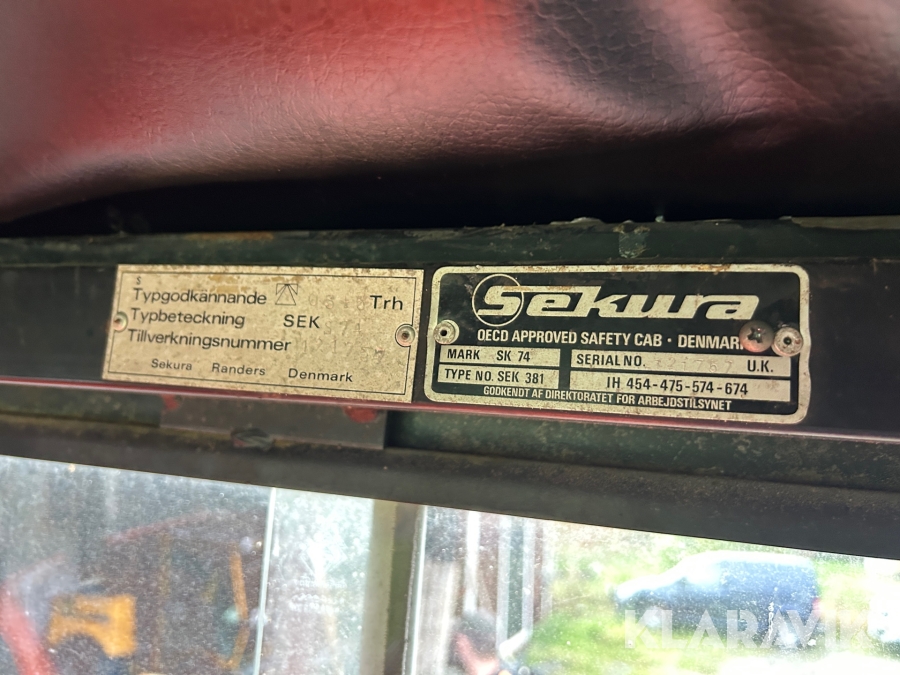 S
Typgodkännande Trh
Typbeteckning SEK
Tillverkningsnummer
Sekura Randers Denmark
Sekura
OECD APPROVED SAFETY CAB · DENMARK
MARK SK 74
SERIAL NO. U.K.
TYPE NO. SEK 381
IH 454-475-574-674
GODKENDT AF DIREKTORATET FOR ARBEJDSTILSYNET
KLARAVIK